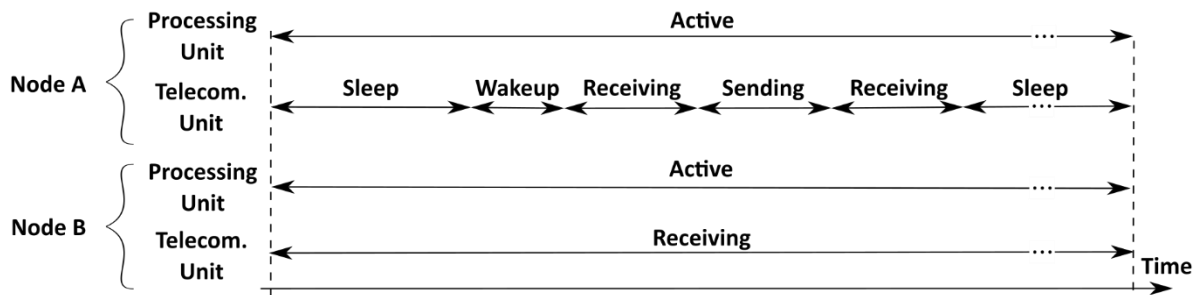 Processing
Unit
Active
...
Node A
Telecom.
Unit
Sleep
Wakeup
Receiving
Sending
Receiving
Sleep
...
Processing
Unit
Active
...
Node B
Telecom.
Unit
Receiving
...
Time